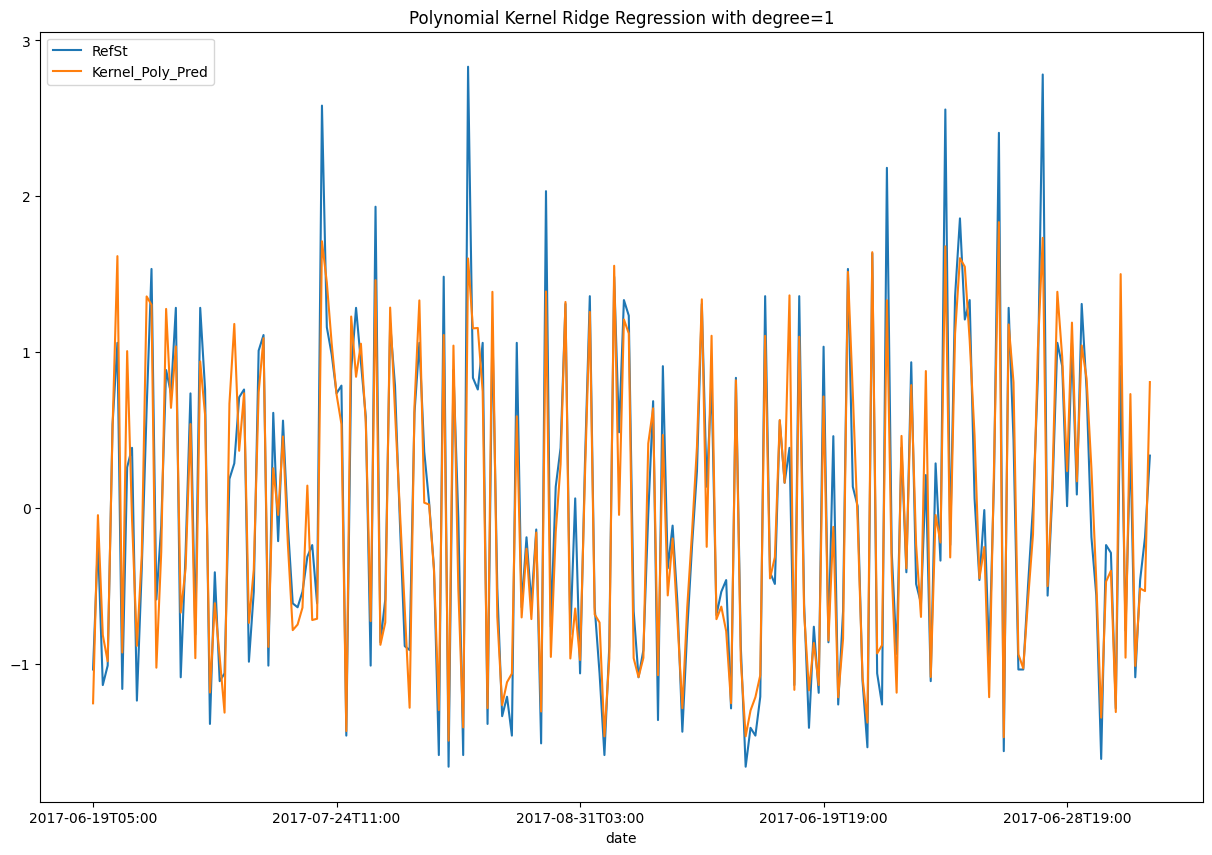 Polynomial Kernel Ridge Regression with degree=1
RefSt
Kernel_Poly_Pred
3
2
1
0
−1
2017-06-19T05:00
2017-07-24T11:00
2017-08-31T03:00
2017-06-19T19:00
2017-06-28T19:00
date